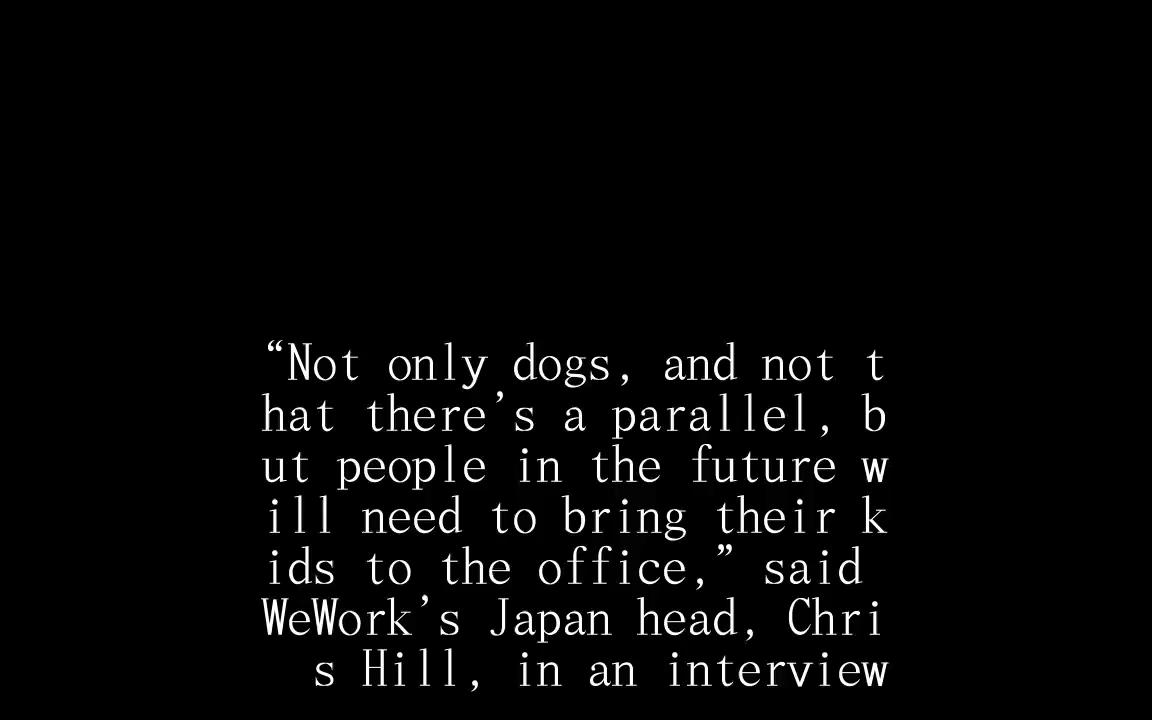 “Not only dogs, and not t
hat there’s a parallel, b
ut people in the future w
ill need to bring their k
ids to the office,” said
WeWork’s Japan head, Chri
s Hill, in an interview